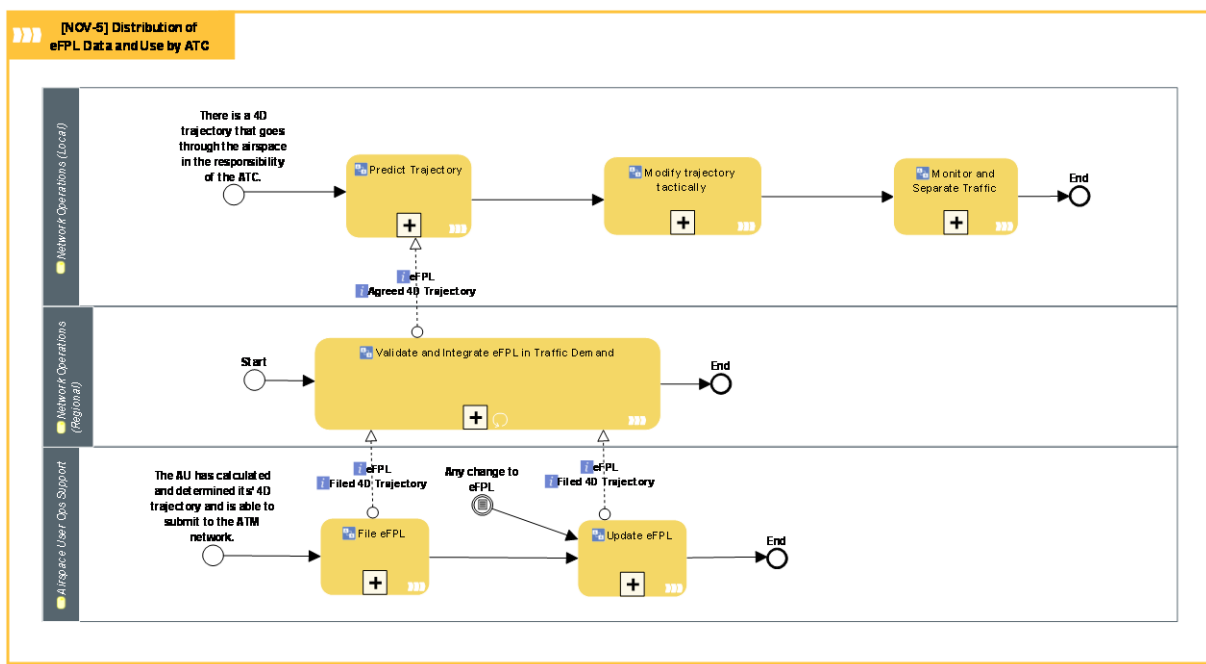 [NOV-5] Distribution of
eFPL Data and Use by ATC
Network Operations (Local)
There is a 4D
trajectory that goes
through the airspace
in the responsibility
of the ATC.
Predict Trajectory
Modify trajectory
tactically
Monitor and
Separate Traffic
End
eFPL
Agreed 4D Trajectory
Network Operations
(Regional)
Start
Validate and Integrate eFPL in Traffic Demand
End
Airspace User Ops Support
The AU has calculated
and determined its' 4D
trajectory and is able to
submit to the ATM
network.
eFPL
Filed 4D Trajectory
Any change to
eFPL
eFPL
Filed 4D Trajectory
File eFPL
Update eFPL
End